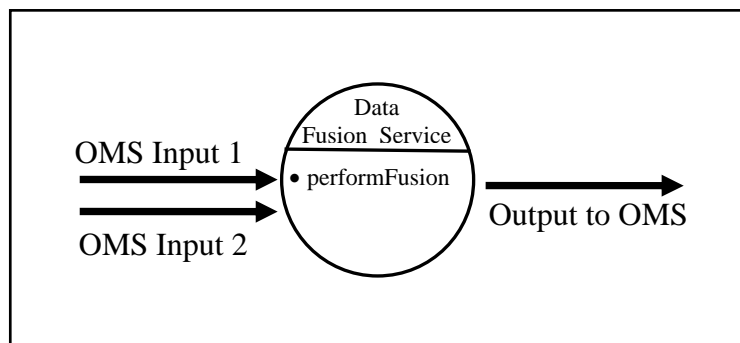 Data
Fusion Service
OMS Input 1
• performFusion
Output to OMS
OMS Input 2